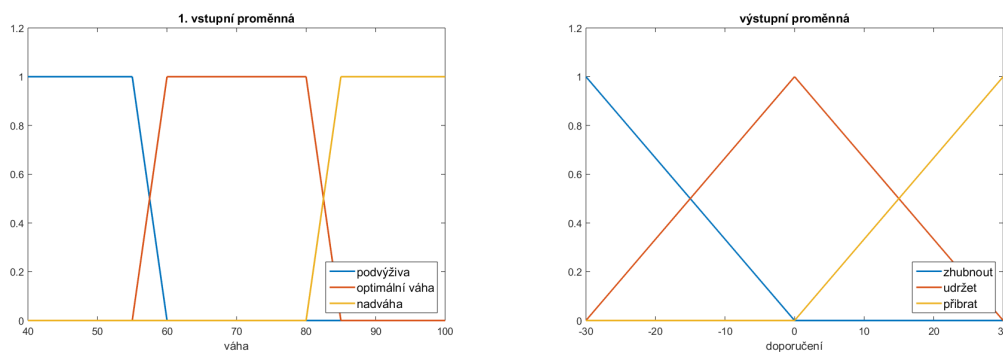 1. vstupní proměnná
1.2
1
0.8
0.6
0.4
0.2
0
40 50 60 70 80 90 100
váha
podvýživa
optimální váha
nadváha
výstupní proměnná
1.2
1
0.8
0.6
0.4
0.2
0
-30 -20 -10 0 10 20 30
doporučení
zhubnout
udržet
přibrat